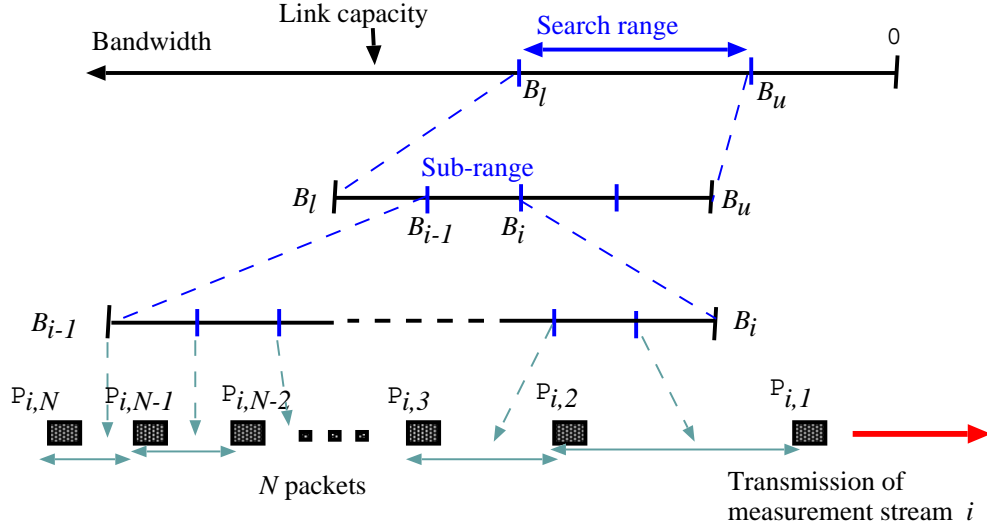 Link capacity
Search range
0
Bandwidth
B_l
B_u
Sub-range
B_l
B_u
B_{i-1}
B_i
B_{i-1}
B_i
P_{i,N}
P_{i,N-1}
P_{i,N-2}
P_{i,3}
P_{i,2}
P_{i,1}
N packets
Transmission of
measurement stream i